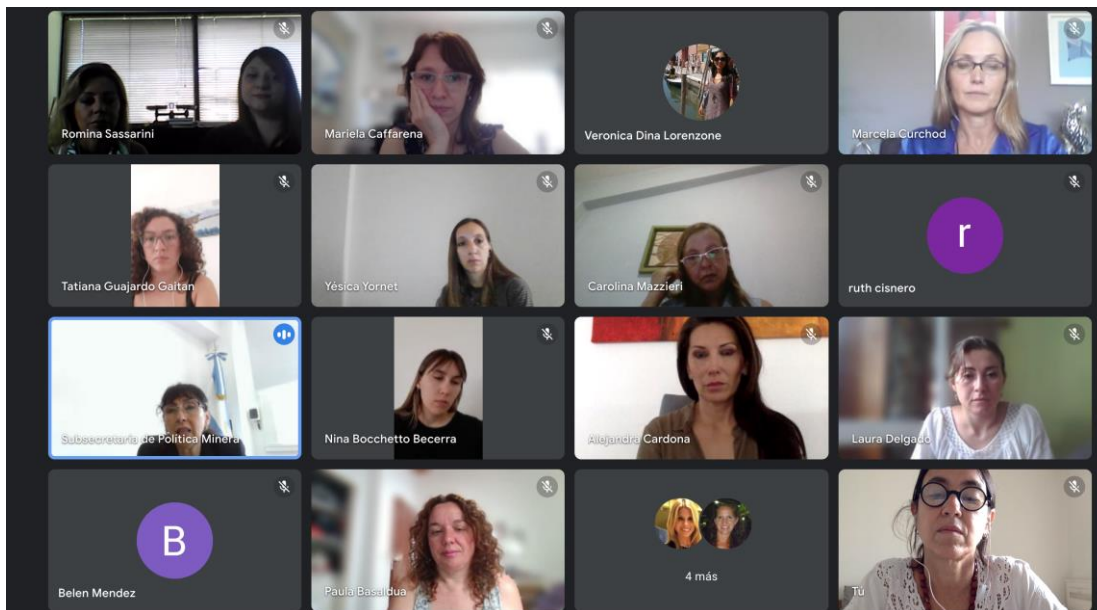 Romina Sassarini
Mariela Caffarena
Veronica Dina Lorenzone
Marcela Curchod
Tatiana Guajardo Gaitan
Yésica Yornet
Carolina Mazzieri
r
ruth cisnero
Subsecretaria de Política Minera
Nina Bocchetto Becerra
Alejandra Cardona
Laura Delgado
B
Belen Mendez
Paula Basaldua
4 más
Tú